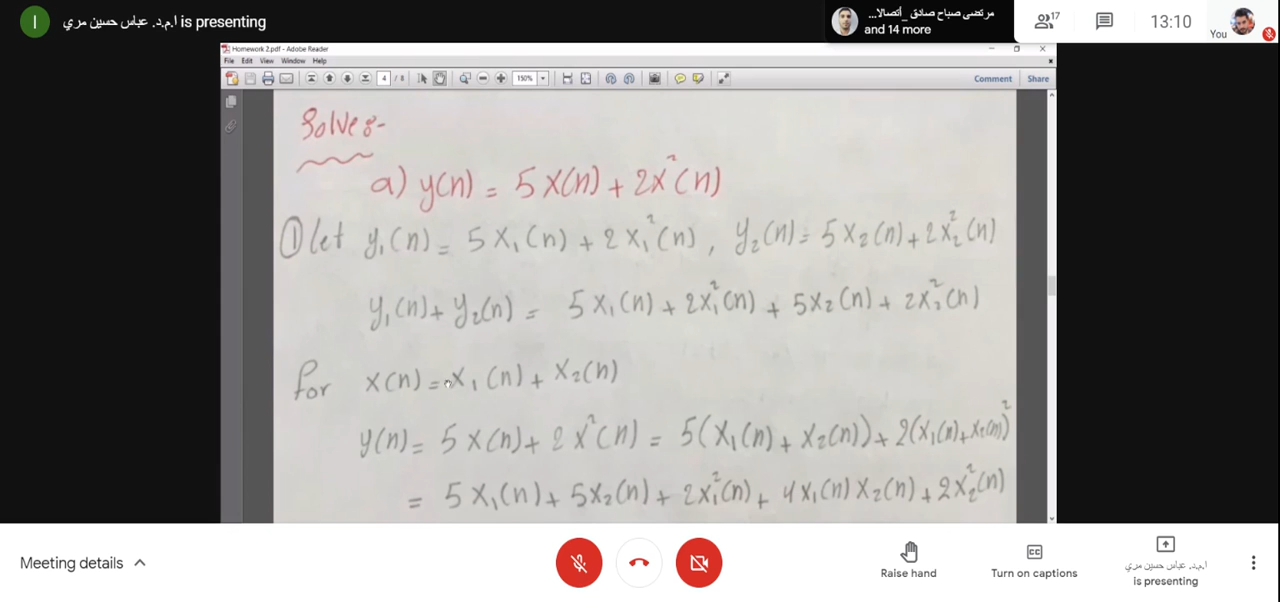 I
ا.م.د. عباس حسين مري is presenting
مرتضى صباح صادق _أتصالا...
and 14 more
17
13:10
You
Homework 2.pdf - Adobe Reader
File Edit View Window Help
4 / 8
150%
Comment Share
Solve:-
a) y(n) = 5x(n) + 2x²(n)
① let y₁(n) = 5x₁(n) + 2x₁²(n), y₂(n) = 5x₂(n) + 2x₂²(n)
y₁(n) + y₂(n) = 5x₁(n) + 2x₁²(n) + 5x₂(n) + 2x₂²(n)
for x(n) = x₁(n) + x₂(n)
y(n) = 5x(n) + 2x²(n) = 5(x₁(n) + x₂(n)) + 2(x₁(n) + x₂(n))²
= 5x₁(n) + 5x₂(n) + 2x₁²(n) + 4x₁(n)x₂(n) + 2x₂²(n)
Meeting details
Raise hand
CC
Turn on captions
ا.م.د. عباس حسين مري
is presenting